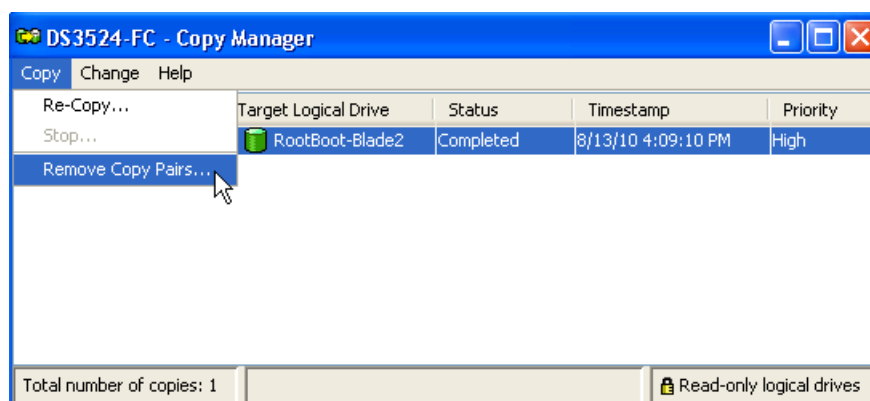 DS3524-FC - Copy Manager
Copy Change Help
Re-Copy...
Stop...
Remove Copy Pairs...
Target Logical Drive Status Timestamp Priority
RootBoot-Blade2 Completed 8/13/10 4:09:10 PM High
Total number of copies: 1 Read-only logical drives